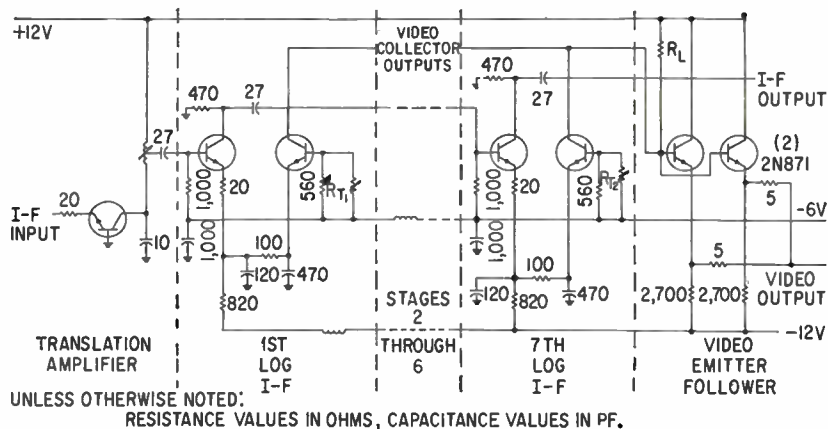 +12V
VIDEO
COLLECTOR
OUTPUTS
470
27
27
20
I-F
INPUT
10
1,000
1,000
20
100
120
470
820
560
RT1
470
27
I-F
OUTPUT
RL
(2)
2N871
1,000
1,000
20
100
120
470
820
560
RT2
5
-6V
5
VIDEO
OUTPUT
2,700
2,700
-12V
TRANSLATION
AMPLIFIER
1ST
LOG
I-F
STAGES
2
THROUGH
6
7TH
LOG
I-F
VIDEO
EMITTER
FOLLOWER
UNLESS OTHERWISE NOTED:
RESISTANCE VALUES IN OHMS, CAPACITANCE VALUES IN PF.